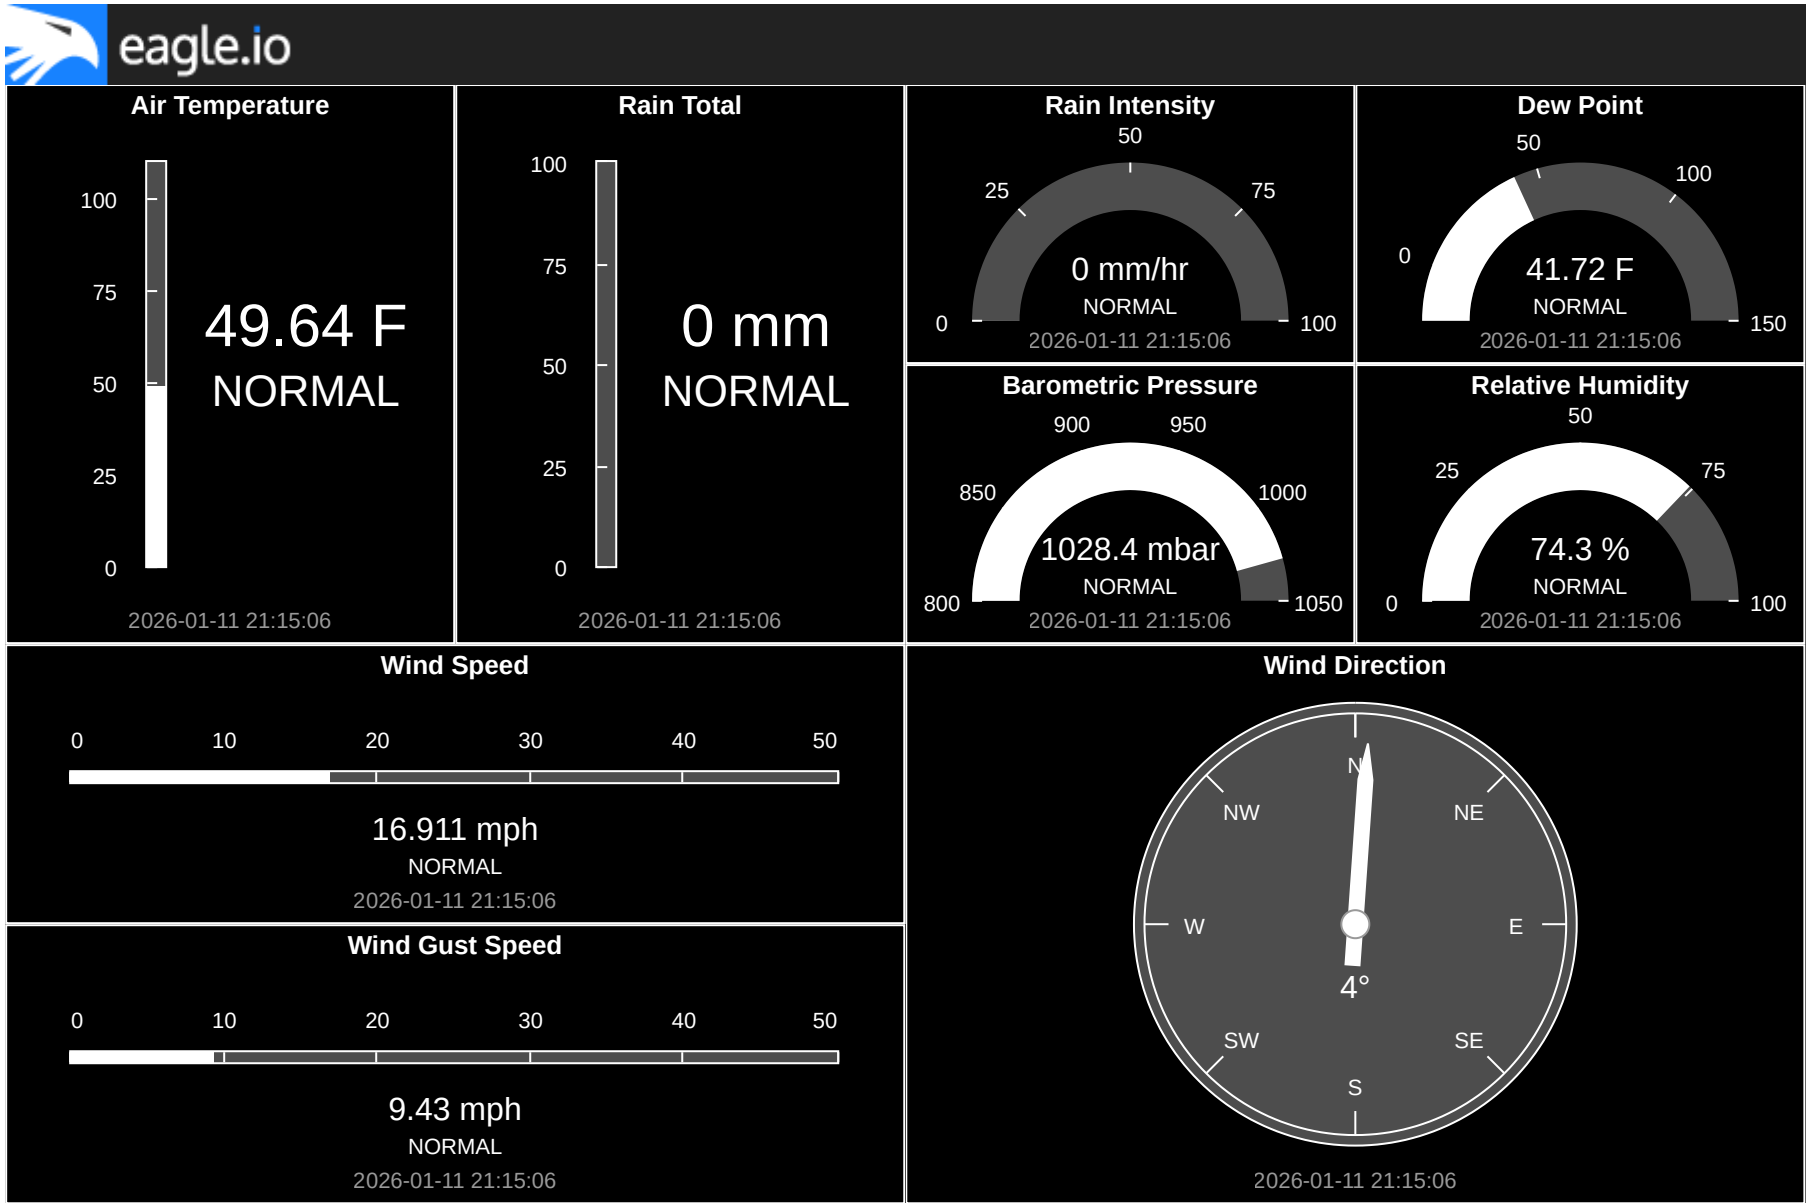 eagle.io
Air Temperature
100
75
50
25
0
49.64 F
NORMAL
2026-01-11 21:15:06
Rain Total
100
75
50
25
0
0 mm
NORMAL
2026-01-11 21:15:06
Rain Intensity
50
25
75
0
100
0 mm/hr
NORMAL
2026-01-11 21:15:06
Dew Point
50
100
0
150
41.72 F
NORMAL
2026-01-11 21:15:06
Barometric Pressure
900
950
850
1000
800
1050
1028.4 mbar
NORMAL
2026-01-11 21:15:06
Relative Humidity
50
25
75
0
100
74.3 %
NORMAL
2026-01-11 21:15:06
Wind Speed
0 10 20 30 40 50
16.911 mph
NORMAL
2026-01-11 21:15:06
Wind Gust Speed
0 10 20 30 40 50
9.43 mph
NORMAL
2026-01-11 21:15:06
Wind Direction
N
NW
NE
W
E
4°
SW
SE
S
2026-01-11 21:15:06